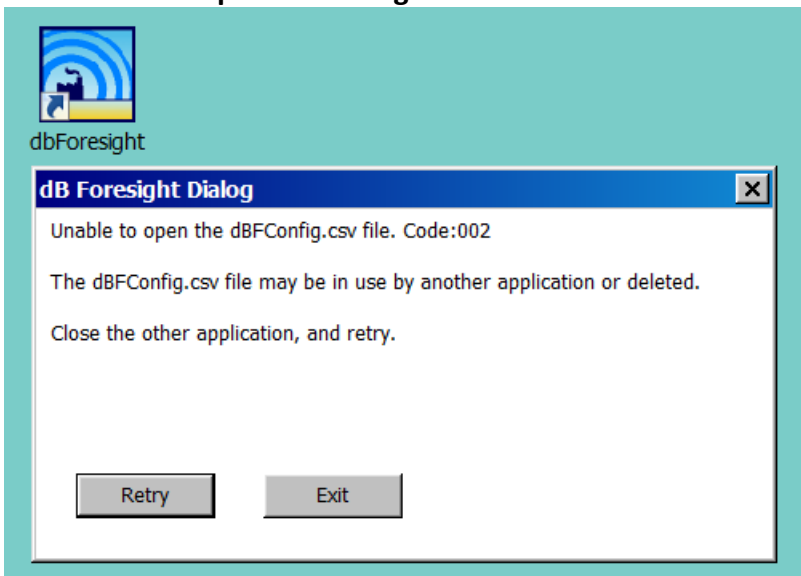 dbForesight
dB Foresight Dialog
Unable to open the dBFConfig.csv file. Code:002
The dBFConfig.csv file may be in use by another application or deleted.
Close the other application, and retry.
Retry Exit